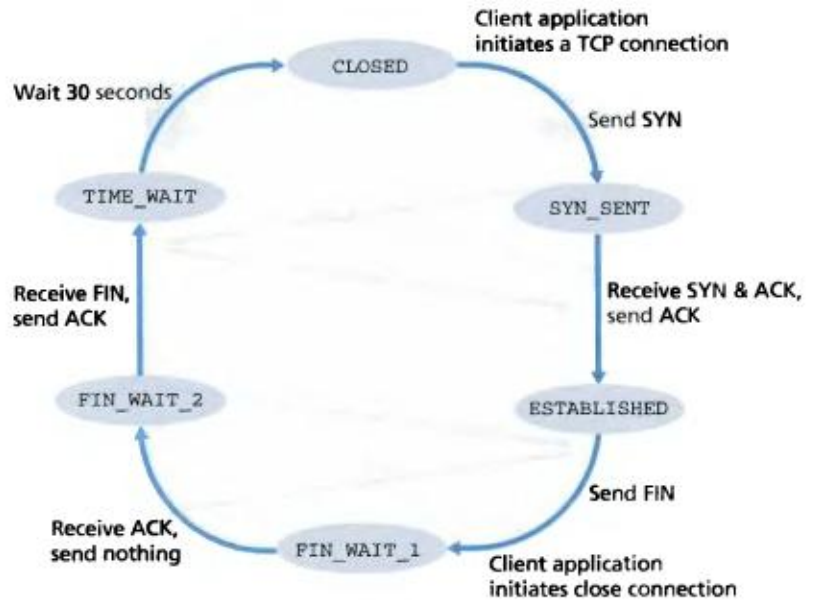 Client application
initiates a TCP connection
CLOSED
Wait 30 seconds
Send SYN
TIME_WAIT
SYN_SENT
Receive FIN,
send ACK
Receive SYN & ACK,
send ACK
FIN_WAIT_2
ESTABLISHED
Send FIN
Receive ACK,
send nothing
FIN_WAIT_1
Client application
initiates close connection